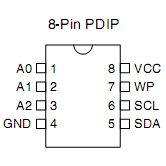 8-Pin PDIP
A0 1 8 VCC
A1 2 7 WP
A2 3 6 SCL
GND 4 5 SDA